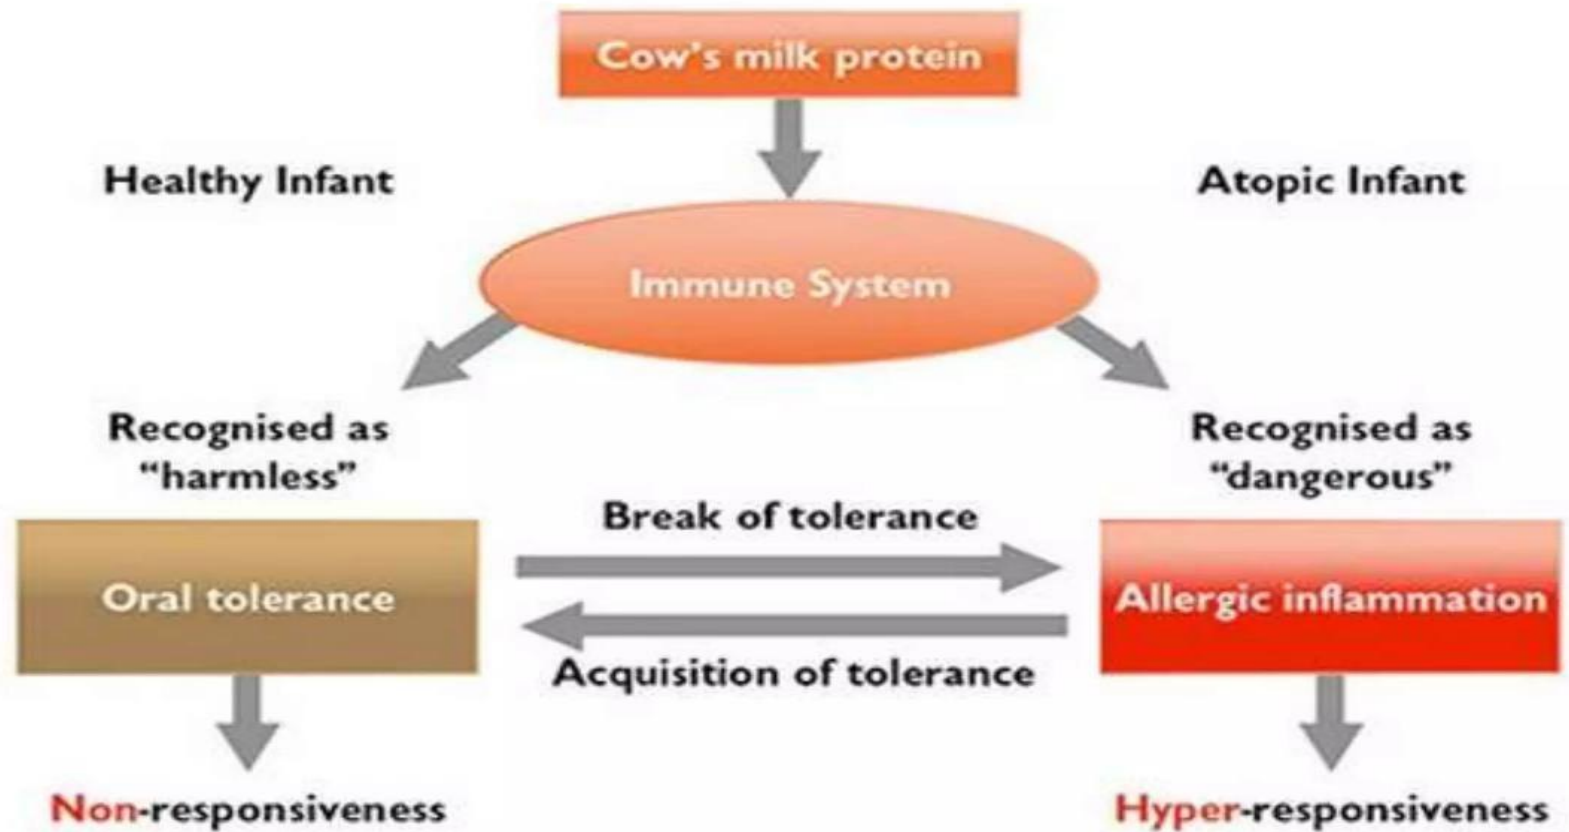 Cow's milk protein
Healthy Infant
Atopic Infant
Immune System
Recognised as
“harmless”
Recognised as
“dangerous”
Break of tolerance
Oral tolerance
Allergic inflammation
Acquisition of tolerance
Non-responsiveness
Hyper-responsiveness